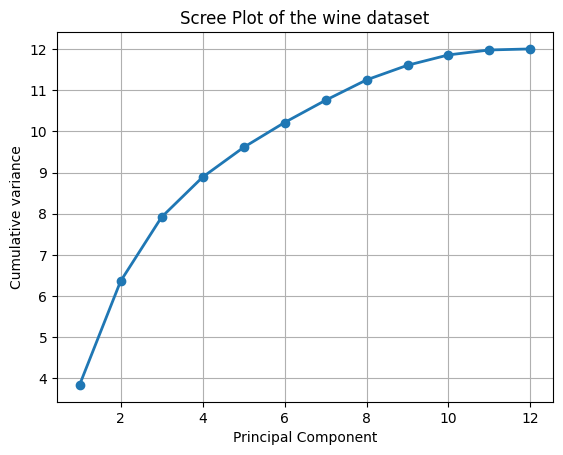 Scree Plot of the wine dataset
Cumulative variance
12
11
10
9
8
7
6
5
4
2 4 6 8 10 12
Principal Component